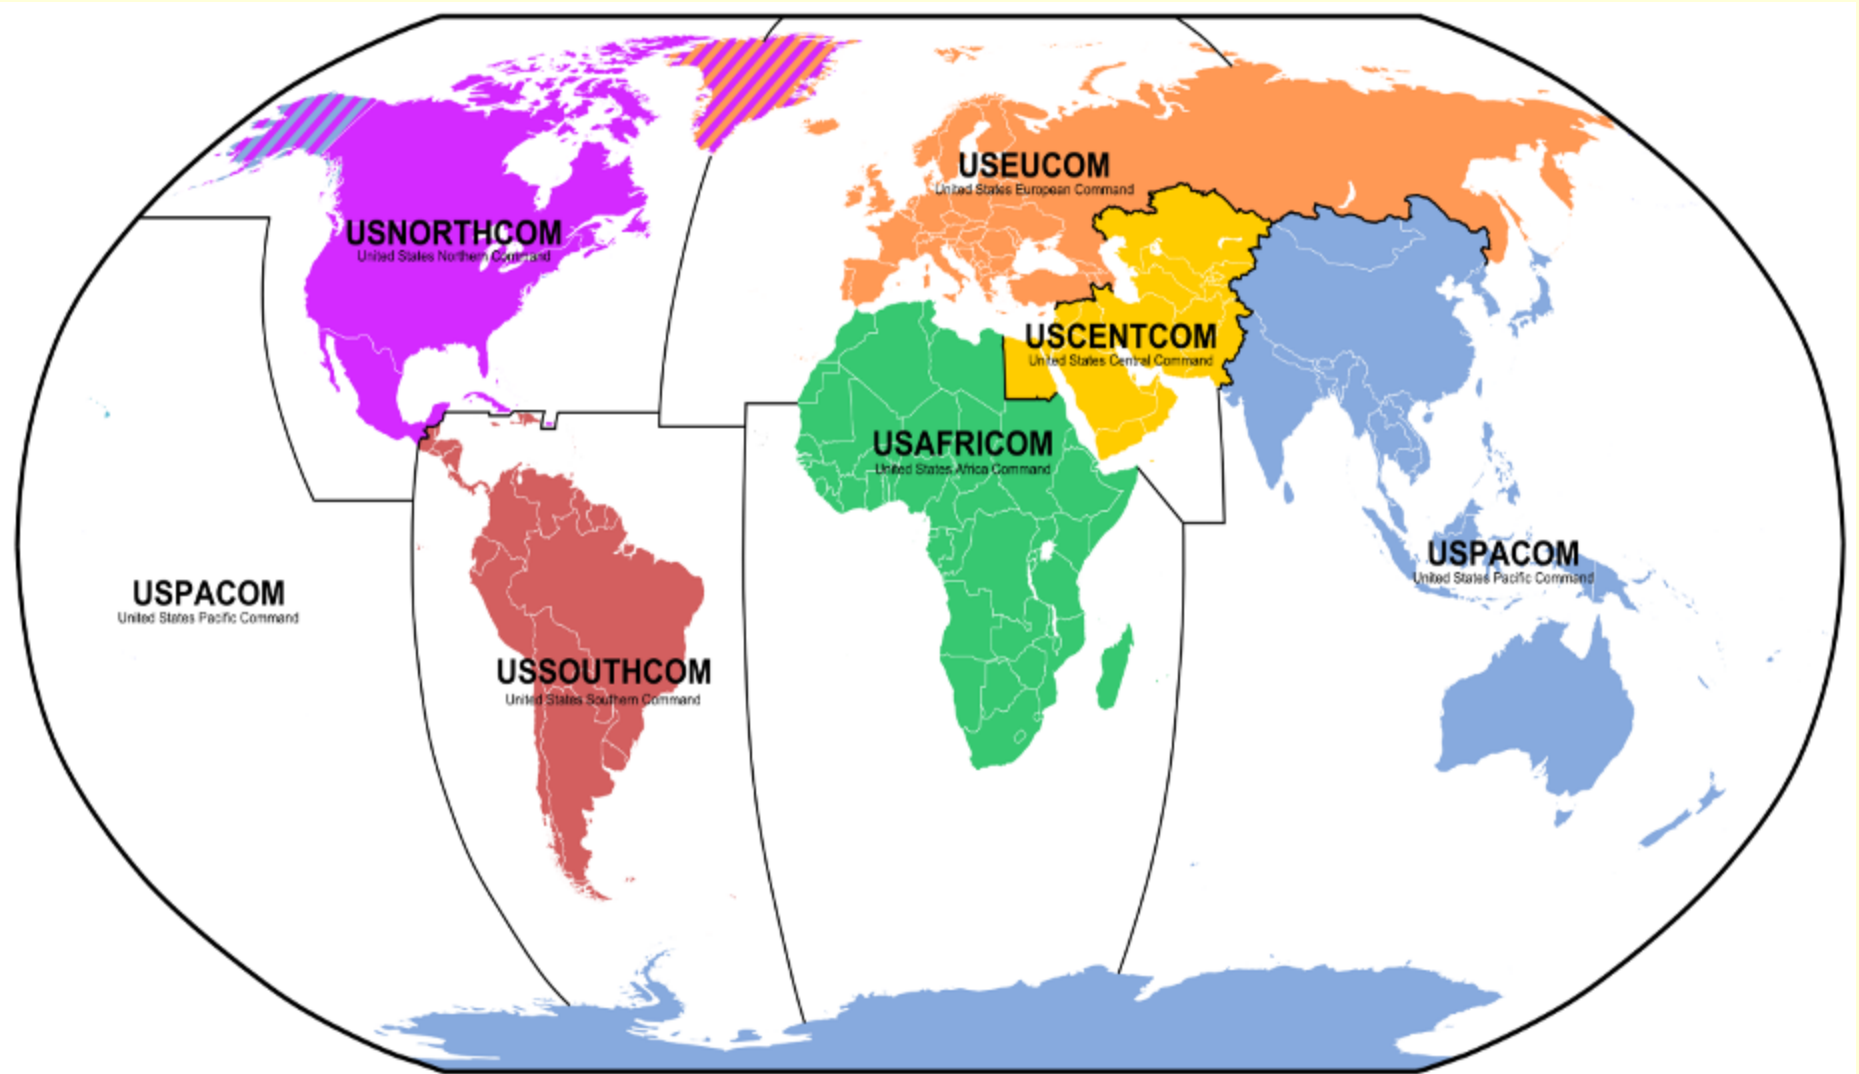 USEUCOM
United States European Command
USNORTHCOM
United States Northern Command
USCENTCOM
United States Central Command
USAFRICOM
United States Africa Command
USPACOM
United States Pacific Command
USPACOM
United States Pacific Command
USSOUTHCOM
United States Southern Command